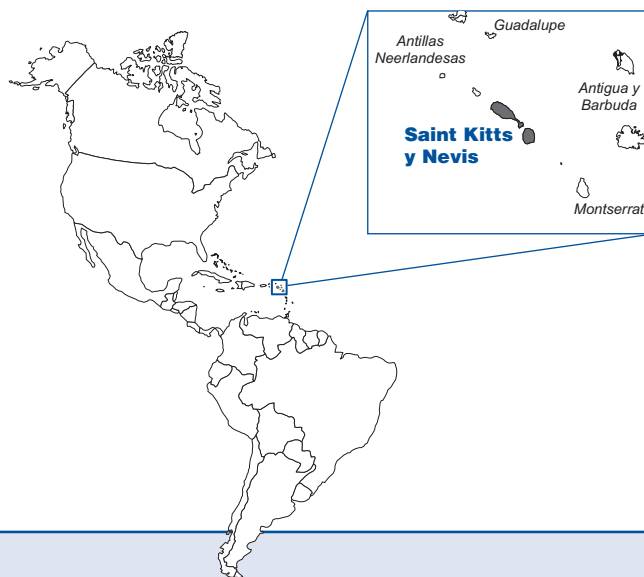 Guadalupe
Antillas
Neerlandesas
Antigua y
Barbuda
Saint Kitts
y Nevis
Montserrat